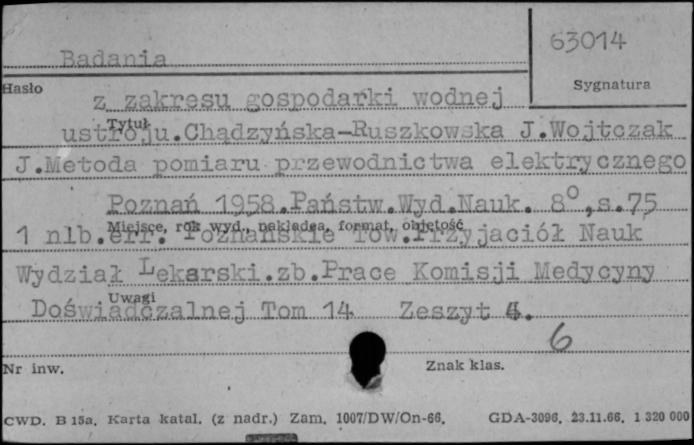 63014
Badania
Sygnatura
Hasło
z zakresu gospodarki wodnej
Tytuł
ustroju.Chądzyńska-Ruszkowska J.Wojtczak
J.Metoda pomiaru przewodnictwa elektrycznego
Poznań 1958.Państw.Wyd.Nauk. 8⁰,s.75
Miejsce, rok wyd., nakładca, format, objętość
1 nlb.err. Poznańskie Tow.Przyjaciół Nauk
Wydział Lekarski.zb.Prace Komisji Medycyny
Uwagi
Doświadczalnej Tom 14 Zeszyt 4.
6
Nr inw.
Znak klas.
CWD. B 15a. Karta katal. (z nadr.) Zam. 1007/DW/On-66. GDA-3096. 23.11.66. 1 320 000